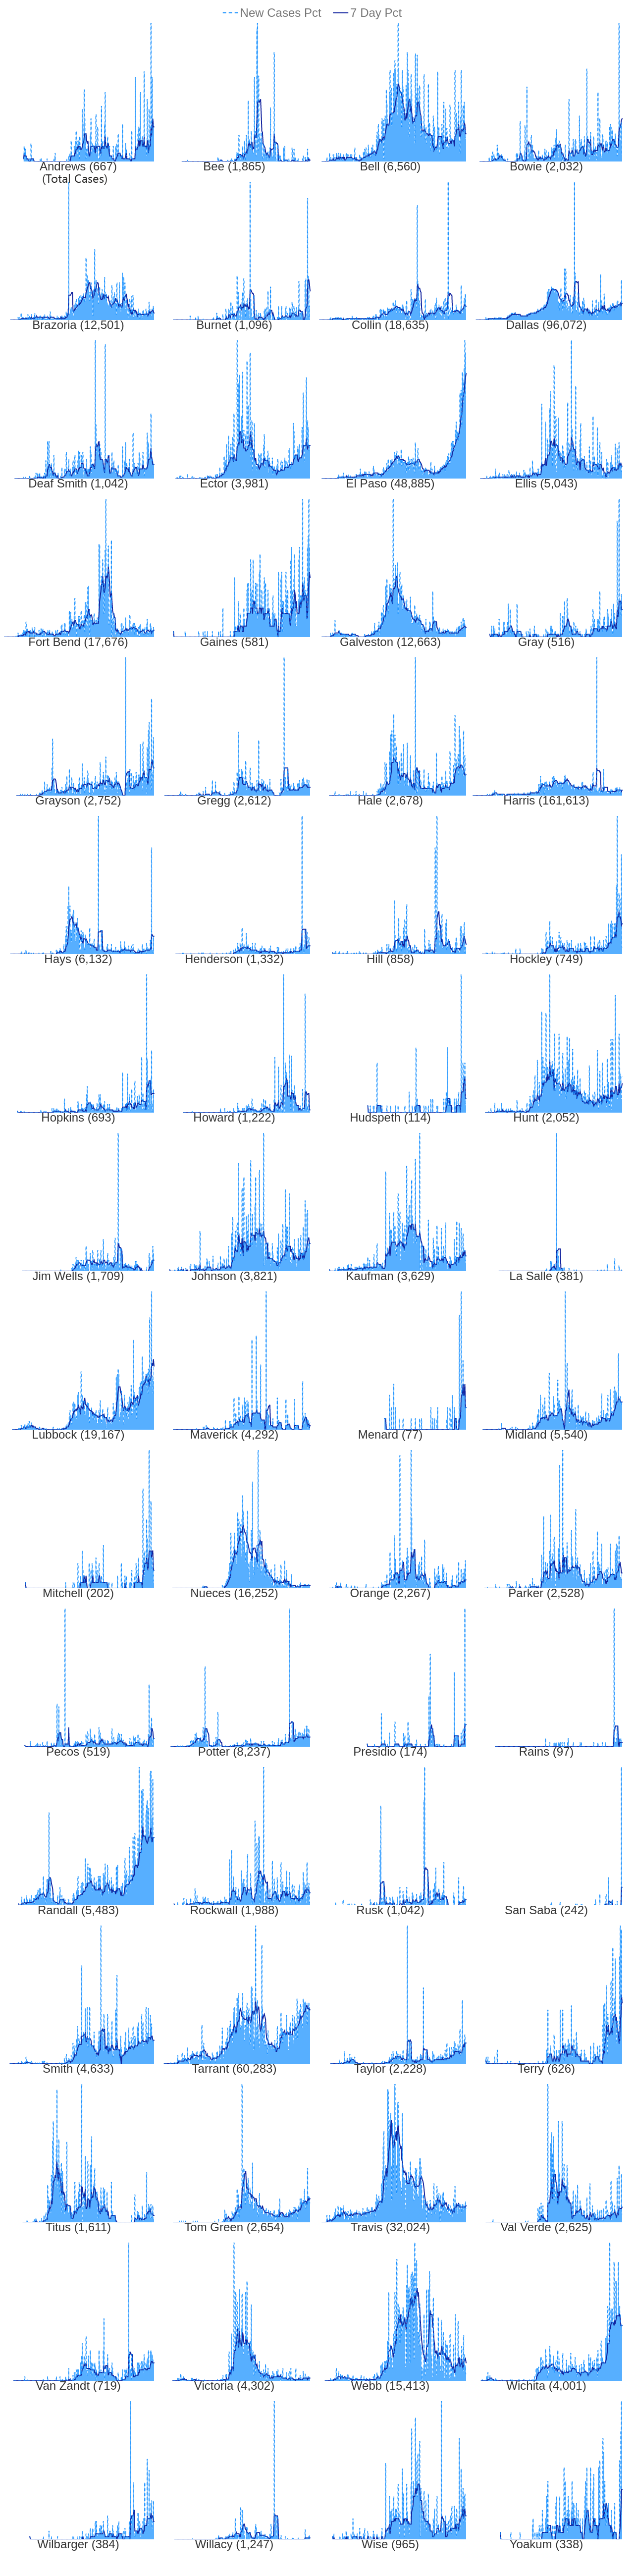 New Cases Pct 7 Day Pct
Andrews (667) Bee (1,865) Bell (6,560) Bowie (2,032)
(Total Cases)
Brazoria (12,501) Burnet (1,096) Collin (18,635) Dallas (96,072)
Deaf Smith (1,042) Ector (3,981) El Paso (48,885) Ellis (5,043)
Fort Bend (17,676) Gaines (581) Galveston (12,663) Gray (516)
Grayson (2,752) Gregg (2,612) Hale (2,678) Harris (161,613)
Hays (6,132) Henderson (1,332) Hill (858) Hockley (749)
Hopkins (693) Howard (1,222) Hudspeth (114) Hunt (2,052)
Jim Wells (1,709) Johnson (3,821) Kaufman (3,629) La Salle (381)
Lubbock (19,167) Maverick (4,292) Menard (77) Midland (5,540)
Mitchell (202) Nueces (16,252) Orange (2,267) Parker (2,528)
Pecos (519) Potter (8,237) Presidio (174) Rains (97)
Randall (5,483) Rockwall (1,988) Rusk (1,042) San Saba (242)
Smith (4,633) Tarrant (60,283) Taylor (2,228) Terry (626)
Titus (1,611) Tom Green (2,654) Travis (32,024) Val Verde (2,625)
Van Zandt (719) Victoria (4,302) Webb (15,413) Wichita (4,001)
Wilbarger (384) Willacy (1,247) Wise (965) Yoakum (338)